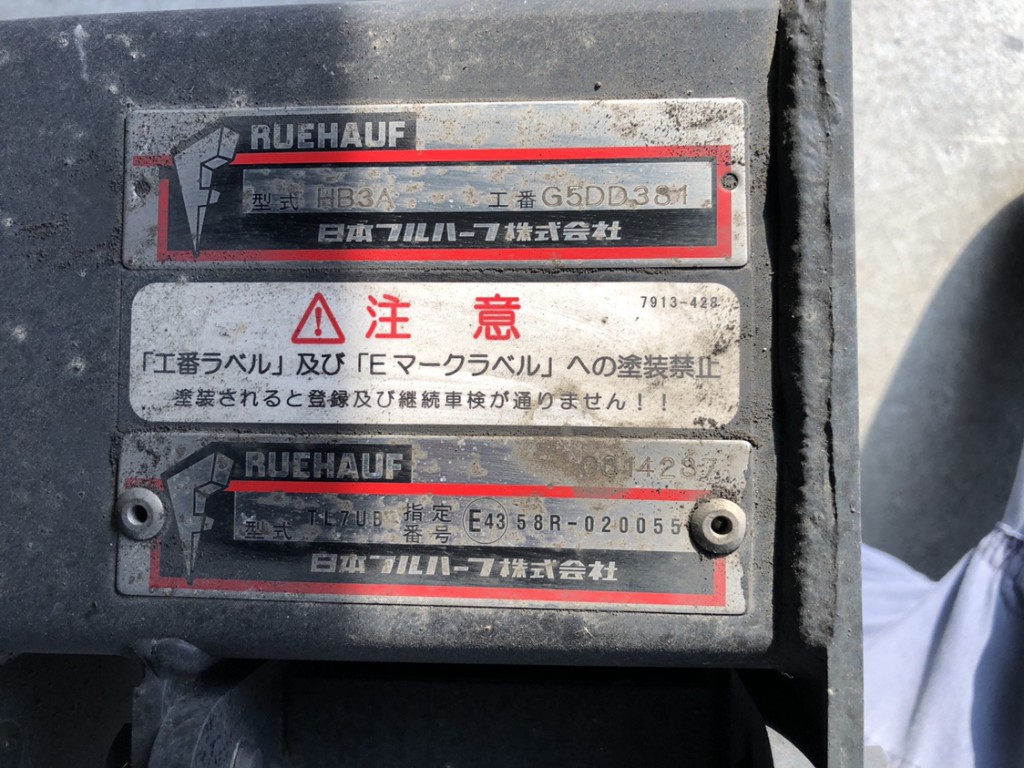 RUEHAUF
型式 HB3A 工番 G5DD381
日本フルハーフ株式会社
注意 7913-428
「工番ラベル」及び「Eマークラベル」への塗装禁止
塗装されると登録及び継続車検が通りません!!
RUEHAUF 0614287
型式 TL7UB 指定番号 E43 58R-020055
日本フルハーフ株式会社